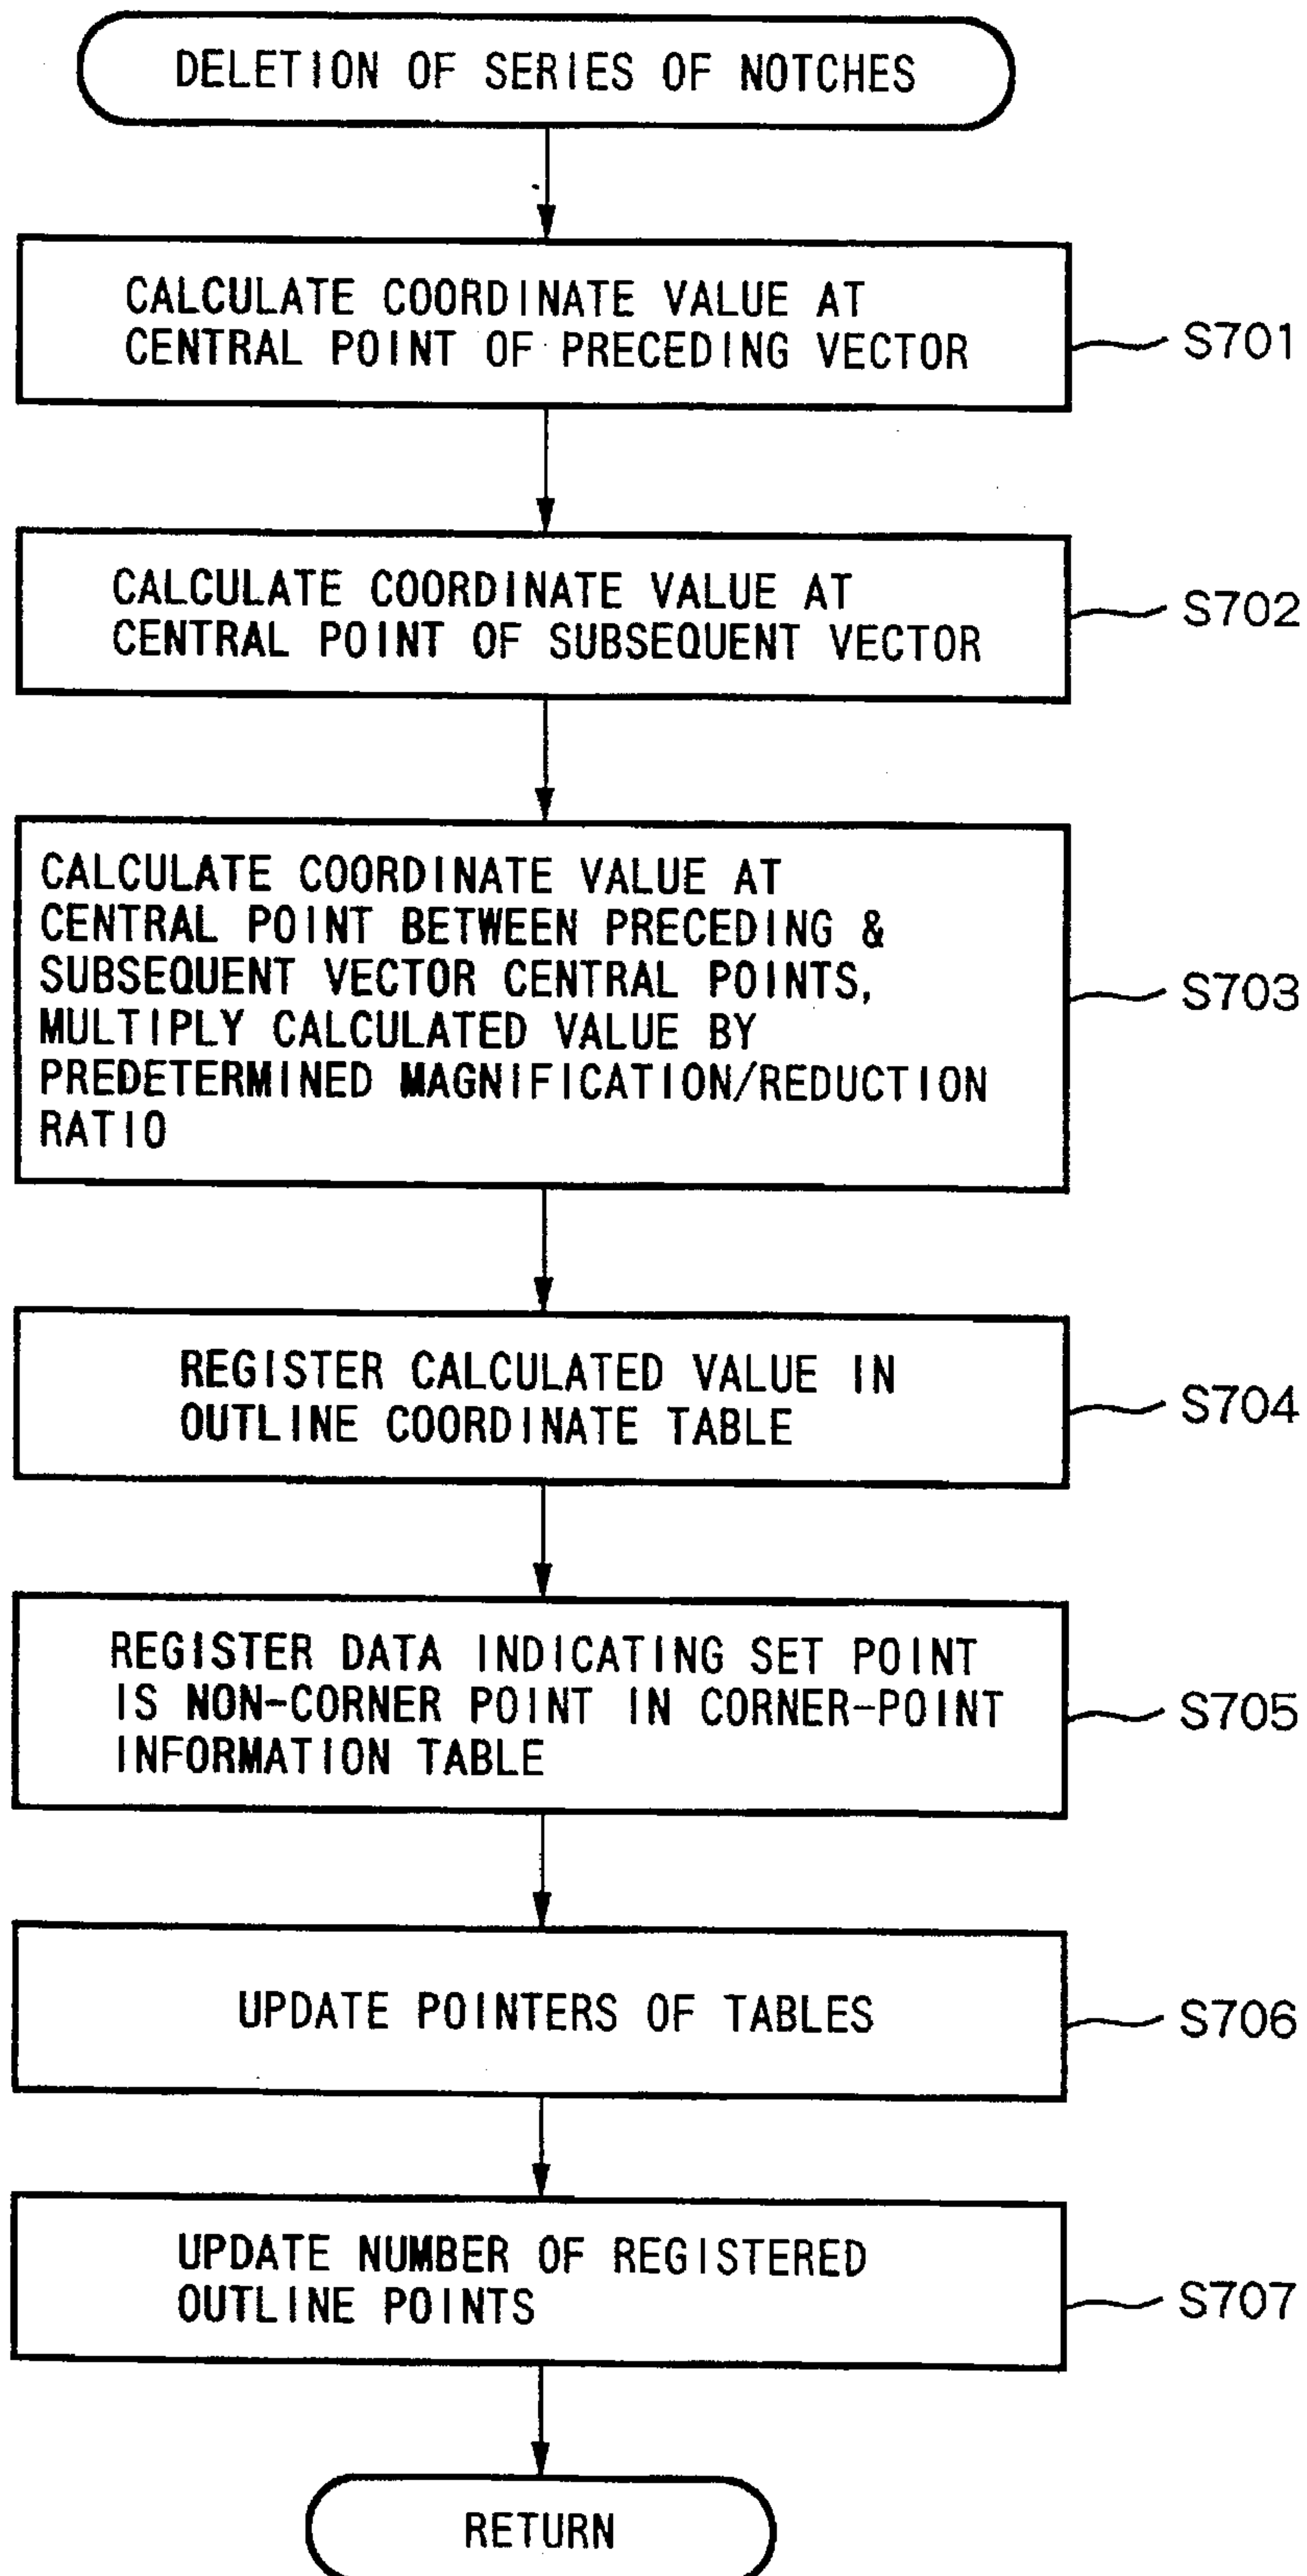 DELETION OF SERIES OF NOTCHES
CALCULATE COORDINATE VALUE AT
CENTRAL POINT OF PRECEDING VECTOR
S701
CALCULATE COORDINATE VALUE AT
CENTRAL POINT OF SUBSEQUENT VECTOR
S702
CALCULATE COORDINATE VALUE AT
CENTRAL POINT BETWEEN PRECEDING &
SUBSEQUENT VECTOR CENTRAL POINTS,
MULTIPLY CALCULATED VALUE BY
PREDETERMINED MAGNIFICATION/REDUCTION
RATIO
S703
REGISTER CALCULATED VALUE IN
OUTLINE COORDINATE TABLE
S704
REGISTER DATA INDICATING SET POINT
IS NON-CORNER POINT IN CORNER-POINT
INFORMATION TABLE
S705
UPDATE POINTERS OF TABLES
S706
UPDATE NUMBER OF REGISTERED
OUTLINE POINTS
S707
RETURN